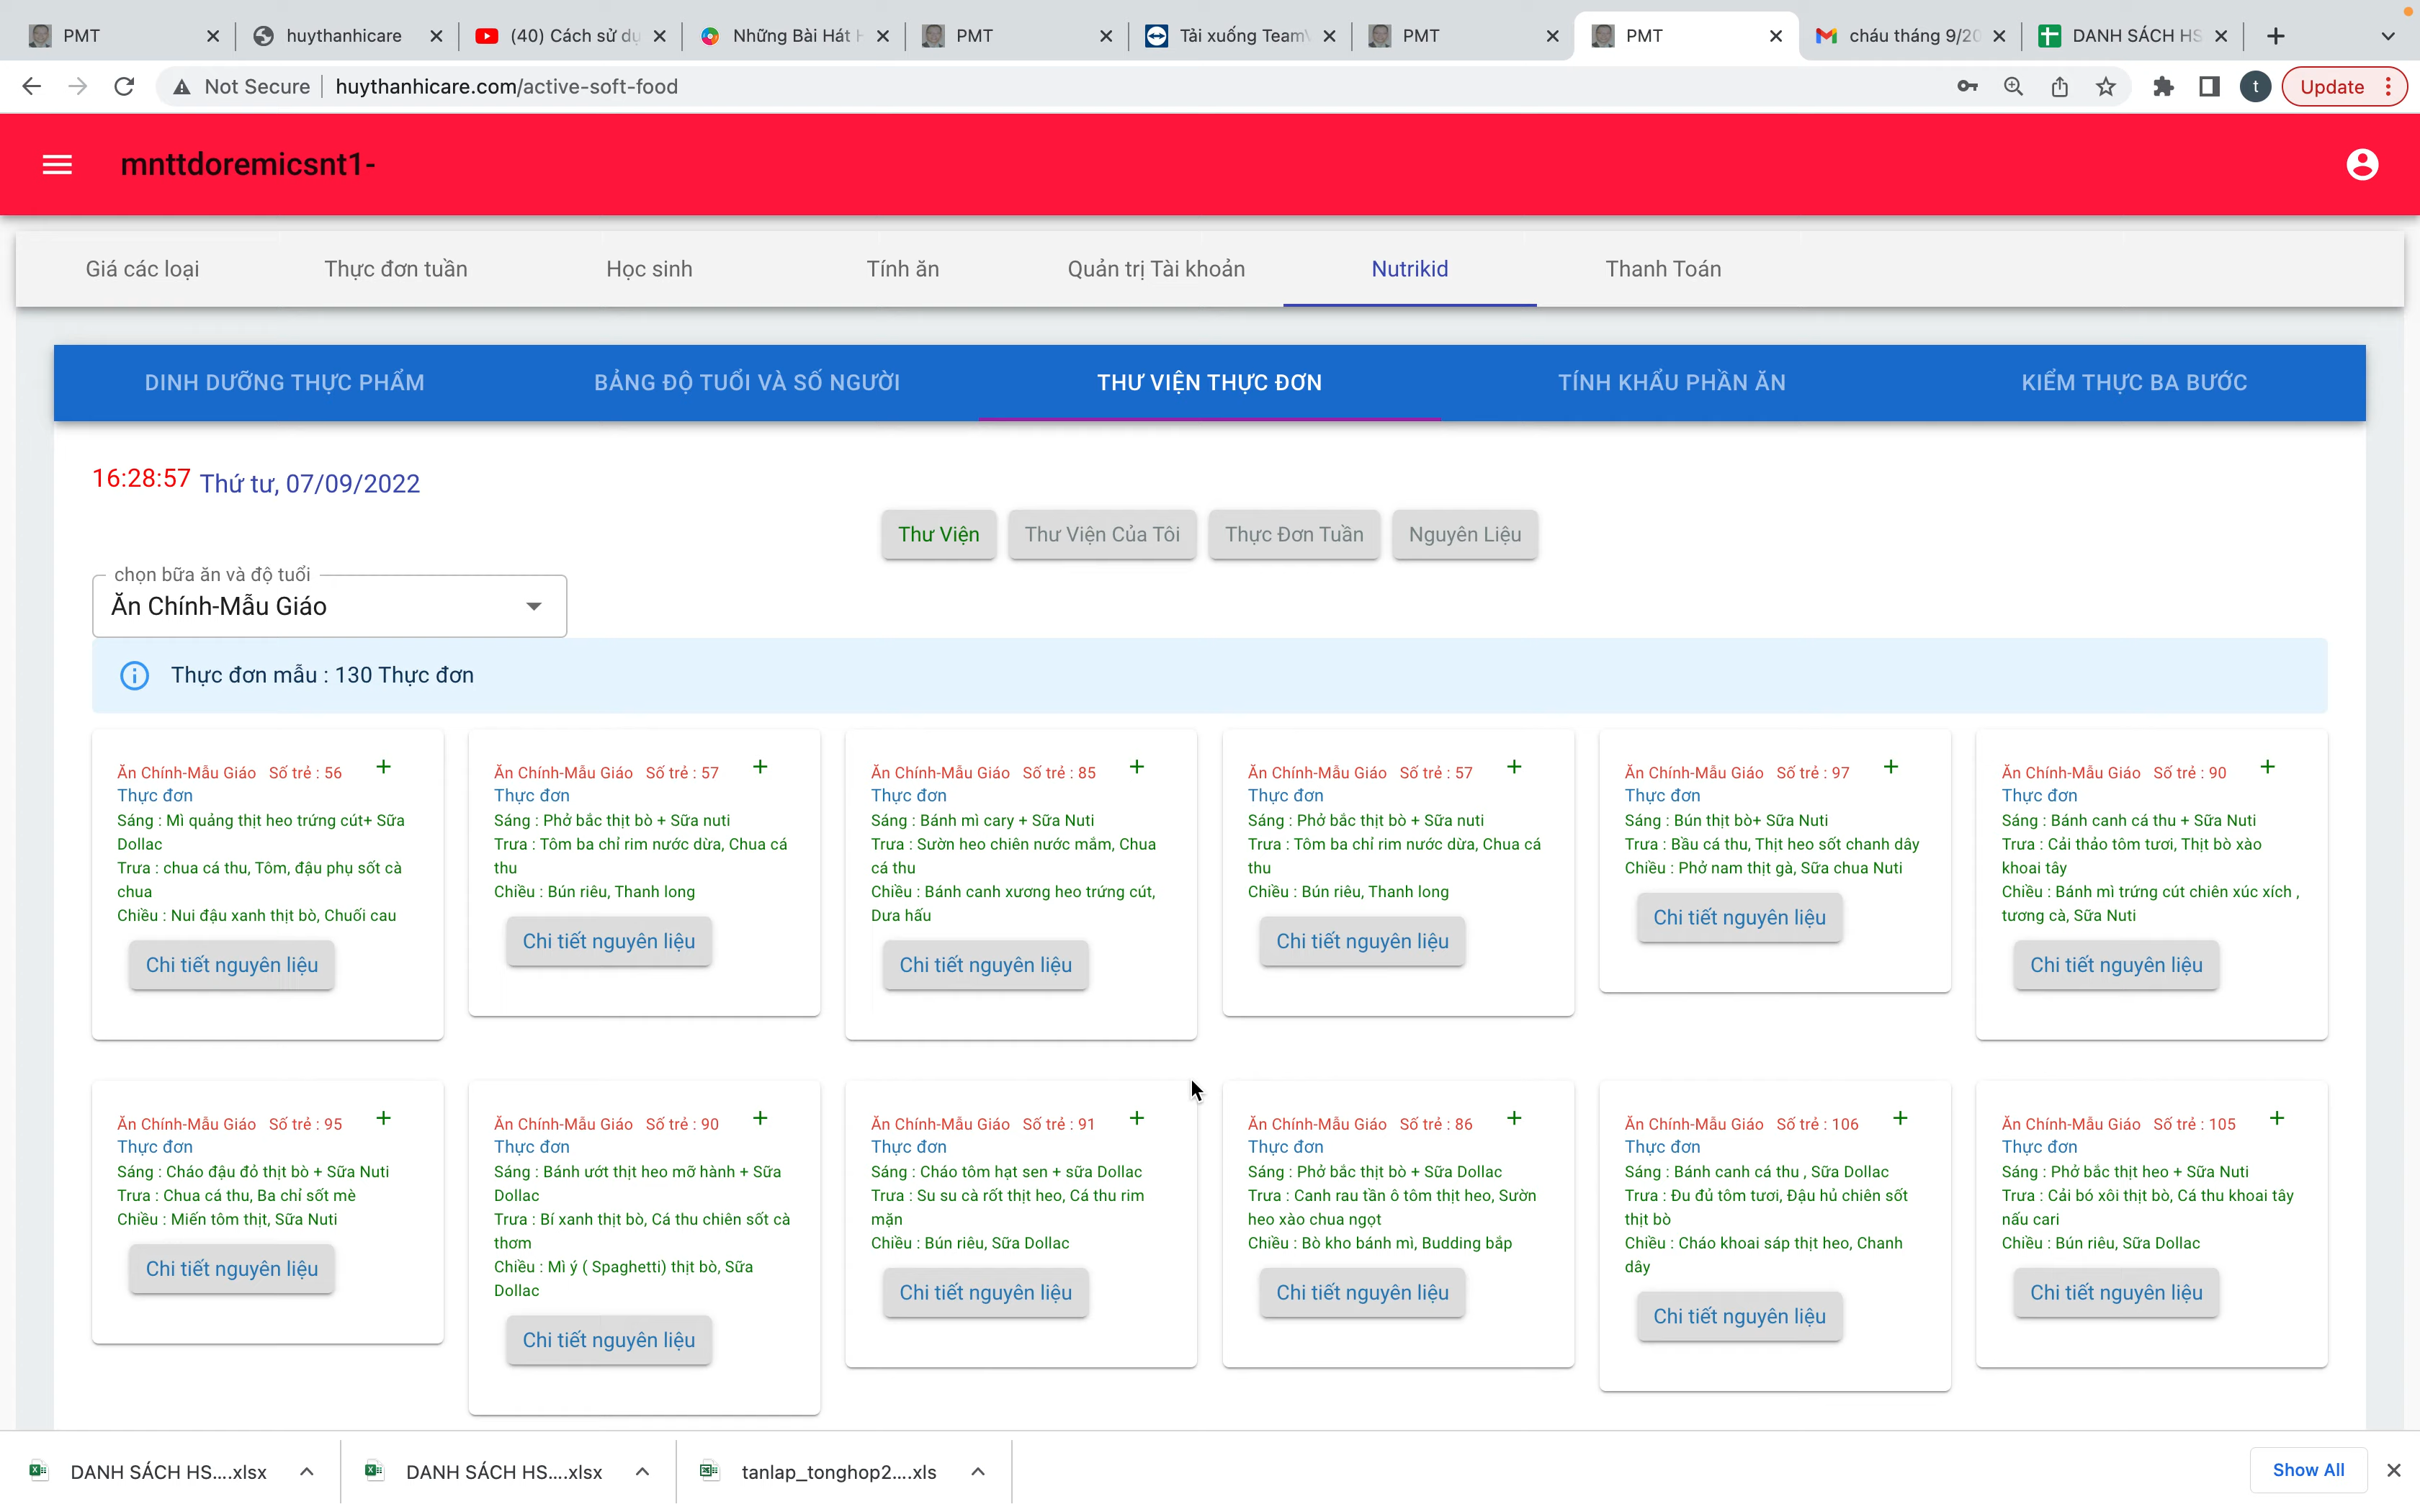 PMT
huythanhicare
(40) Cách sử dụ
Những Bài Hát H
PMT
Tải xuống Team
PMT
PMT
cháu tháng 9/20
DANH SÁCH HS
Not Secure
huythanhicare.com/active-soft-food
t
Update
mnttdoremicsnt1-
Giá các loại
Thực đơn tuần
Học sinh
Tính ăn
Quản trị Tài khoản
Nutrikid
Thanh Toán
DINH DƯỠNG THỰC PHẨM
BẢNG ĐỘ TUỔI VÀ SỐ NGƯỜI
THƯ VIỆN THỰC ĐƠN
TÍNH KHẨU PHẦN ĂN
KIỂM THỰC BA BƯỚC
16:28:57 Thứ tư, 07/09/2022
Thư Viện
Thư Viện Của Tôi
Thực Đơn Tuần
Nguyên Liệu
chọn bữa ăn và độ tuổi
Ăn Chính-Mẫu Giáo
Thực đơn mẫu : 130 Thực đơn
Ăn Chính-Mẫu Giáo Số trẻ : 56 +
Thực đơn
Sáng : Mì quảng thịt heo trứng cút+ Sữa
Dollac
Trưa : chua cá thu, Tôm, đậu phụ sốt cà
chua
Chiều : Nui đậu xanh thịt bò, Chuối cau
Chi tiết nguyên liệu
Ăn Chính-Mẫu Giáo Số trẻ : 57 +
Thực đơn
Sáng : Phở bắc thịt bò + Sữa nuti
Trưa : Tôm ba chỉ rim nước dừa, Chua cá
thu
Chiều : Bún riêu, Thanh long
Chi tiết nguyên liệu
Ăn Chính-Mẫu Giáo Số trẻ : 85 +
Thực đơn
Sáng : Bánh mì cary + Sữa Nuti
Trưa : Sườn heo chiên nước mắm, Chua
cá thu
Chiều : Bánh canh xương heo trứng cút,
Dưa hấu
Chi tiết nguyên liệu
Ăn Chính-Mẫu Giáo Số trẻ : 57 +
Thực đơn
Sáng : Phở bắc thịt bò + Sữa nuti
Trưa : Tôm ba chỉ rim nước dừa, Chua cá
thu
Chiều : Bún riêu, Thanh long
Chi tiết nguyên liệu
Ăn Chính-Mẫu Giáo Số trẻ : 97 +
Thực đơn
Sáng : Bún thịt bò+ Sữa Nuti
Trưa : Bầu cá thu, Thịt heo sốt chanh dây
Chiều : Phở nam thịt gà, Sữa chua Nuti
Chi tiết nguyên liệu
Ăn Chính-Mẫu Giáo Số trẻ : 90 +
Thực đơn
Sáng : Bánh canh cá thu + Sữa Nuti
Trưa : Cải thảo tôm tươi, Thịt bò xào
khoai tây
Chiều : Bánh mì trứng cút chiên xúc xích ,
tương cà, Sữa Nuti
Chi tiết nguyên liệu
Ăn Chính-Mẫu Giáo Số trẻ : 95 +
Thực đơn
Sáng : Cháo đậu đỏ thịt bò + Sữa Nuti
Trưa : Chua cá thu, Ba chỉ sốt mè
Chiều : Miến tôm thịt, Sữa Nuti
Chi tiết nguyên liệu
Ăn Chính-Mẫu Giáo Số trẻ : 90 +
Thực đơn
Sáng : Bánh ướt thịt heo mỡ hành + Sữa
Dollac
Trưa : Bí xanh thịt bò, Cá thu chiên sốt cà
thơm
Chiều : Mì ý ( Spaghetti) thịt bò, Sữa
Dollac
Chi tiết nguyên liệu
Ăn Chính-Mẫu Giáo Số trẻ : 91 +
Thực đơn
Sáng : Cháo tôm hạt sen + sữa Dollac
Trưa : Su su cà rốt thịt heo, Cá thu rim
mặn
Chiều : Bún riêu, Sữa Dollac
Chi tiết nguyên liệu
Ăn Chính-Mẫu Giáo Số trẻ : 86 +
Thực đơn
Sáng : Phở bắc thịt bò + Sữa Dollac
Trưa : Canh rau tần ô tôm thịt heo, Sườn
heo xào chua ngọt
Chiều : Bò kho bánh mì, Budding bắp
Chi tiết nguyên liệu
Ăn Chính-Mẫu Giáo Số trẻ : 106 +
Thực đơn
Sáng : Bánh canh cá thu , Sữa Dollac
Trưa : Đu đủ tôm tươi, Đậu hủ chiên sốt
thịt bò
Chiều : Cháo khoai sáp thịt heo, Chanh
dây
Chi tiết nguyên liệu
Ăn Chính-Mẫu Giáo Số trẻ : 105 +
Thực đơn
Sáng : Phở bắc thịt heo + Sữa Nuti
Trưa : Cải bó xôi thịt bò, Cá thu khoai tây
nấu cari
Chiều : Bún riêu, Sữa Dollac
Chi tiết nguyên liệu
DANH SÁCH HS....xlsx
DANH SÁCH HS....xlsx
tanlap_tonghop2....xls
Show All